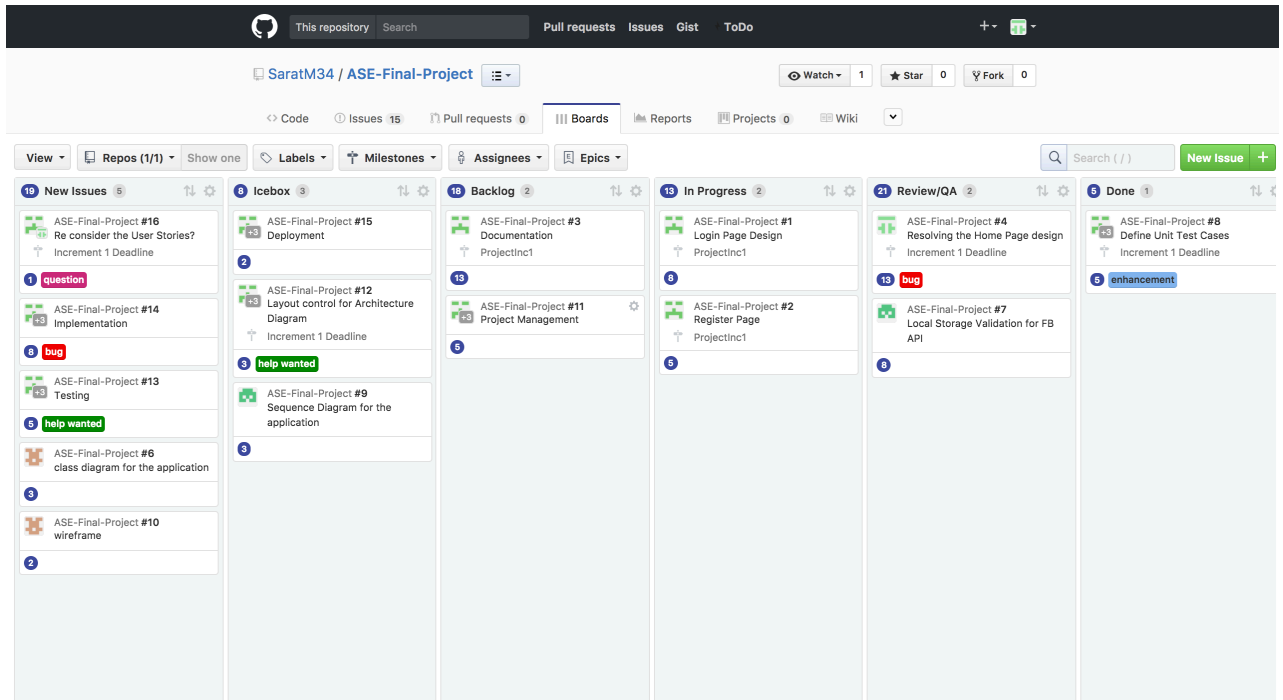 This repository Search Pull requests Issues Gist ToDo
SaratM34 / ASE-Final-Project
Watch 1 Star 0 Fork 0
Code Issues 15 Pull requests 0 Boards Reports Projects 0 Wiki
View Repos (1/1) Show one Labels Milestones Assignees Epics Search ( / ) New Issue +
19 New Issues 5
ASE-Final-Project #16
Re consider the User Stories?
Increment 1 Deadline
1 question
ASE-Final-Project #14
+3 Implementation
8 bug
ASE-Final-Project #13
+3 Testing
5 help wanted
ASE-Final-Project #6
class diagram for the application
3
ASE-Final-Project #10
wireframe
2
8 Icebox 3
ASE-Final-Project #15
+3 Deployment
2
ASE-Final-Project #12
+3 Layout control for Architecture
Diagram
Increment 1 Deadline
3 help wanted
ASE-Final-Project #9
Sequence Diagram for the
application
3
18 Backlog 2
ASE-Final-Project #3
Documentation
ProjectInc1
13
ASE-Final-Project #11
+3 Project Management
5
13 In Progress 2
ASE-Final-Project #1
Login Page Design
ProjectInc1
8
ASE-Final-Project #2
Register Page
ProjectInc1
5
21 Review/QA 2
ASE-Final-Project #4
Resolving the Home Page design
Increment 1 Deadline
13 bug
ASE-Final-Project #7
Local Storage Validation for FB
API
8
5 Done 1
ASE-Final-Project #8
+3 Define Unit Test Cases
Increment 1 Deadline
5 enhancement